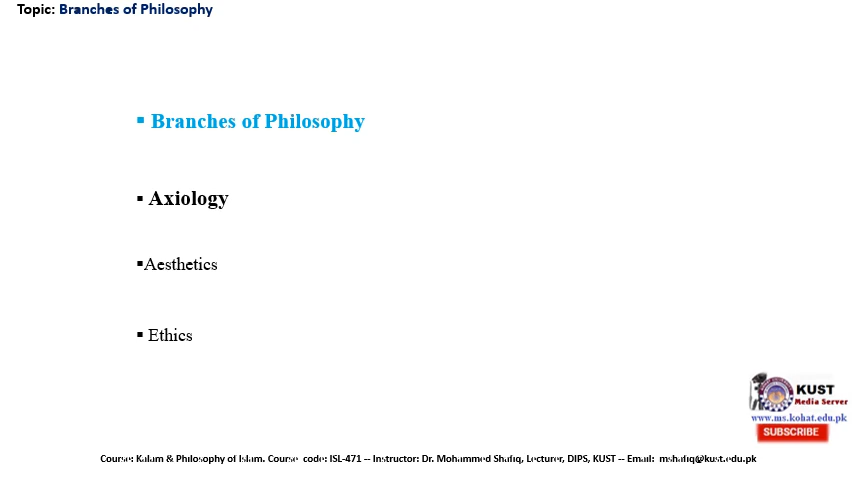 Topic: Branches of Philosophy
▪ Branches of Philosophy
▪ Axiology
▪Aesthetics
▪ Ethics
KUST
Media Server
www.ms.kohat.edu.pk
SUBSCRIBE
Course: Kalam & Philosophy of Islam. Course code: ISL-471 -- Instructor: Dr. Mohammed Shafiq, Lecturer, DIPS, KUST -- Email: mshafiq@kust.edu.pk